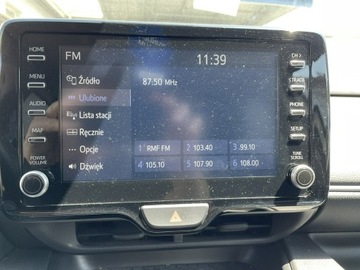 FM
11:39
HOME
MENU
AUDIO
MAP
POWER
VOLUME
Źródło
Ulubione
Lista stacji
Ręcznie
Opcje
Dźwięk
87.50 MHz
1 RMF FM
2 103.40
3 99.10
4 105.10
5 107.90
6 108.00
CH >
< TRACK
PHONE
SETUP
TUNE
SCROLL